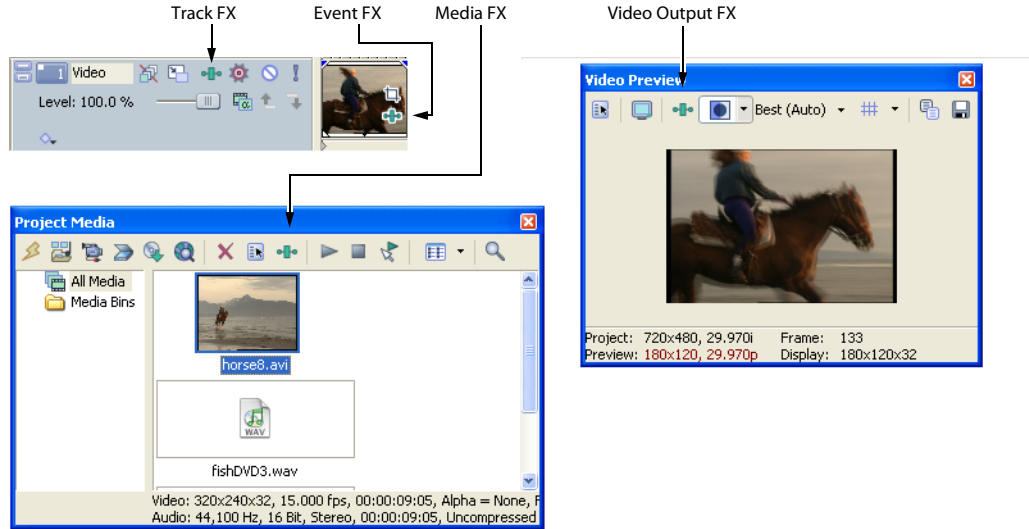 Track FX
Event FX
Media FX
Video Output FX
1 Video
Level: 100.0 %
Video Preview
Best (Auto)
Project: 720x480, 29.970i Frame: 133
Preview: 180x120, 29.970p Display: 180x120x32
Project Media
All Media
Media Bins
horse8.avi
WAV
fishDVD3.wav
Video: 320x240x32, 15.000 fps, 00:00:09:05, Alpha = None, F
Audio: 44,100 Hz, 16 Bit, Stereo, 00:00:09:05, Uncompressed